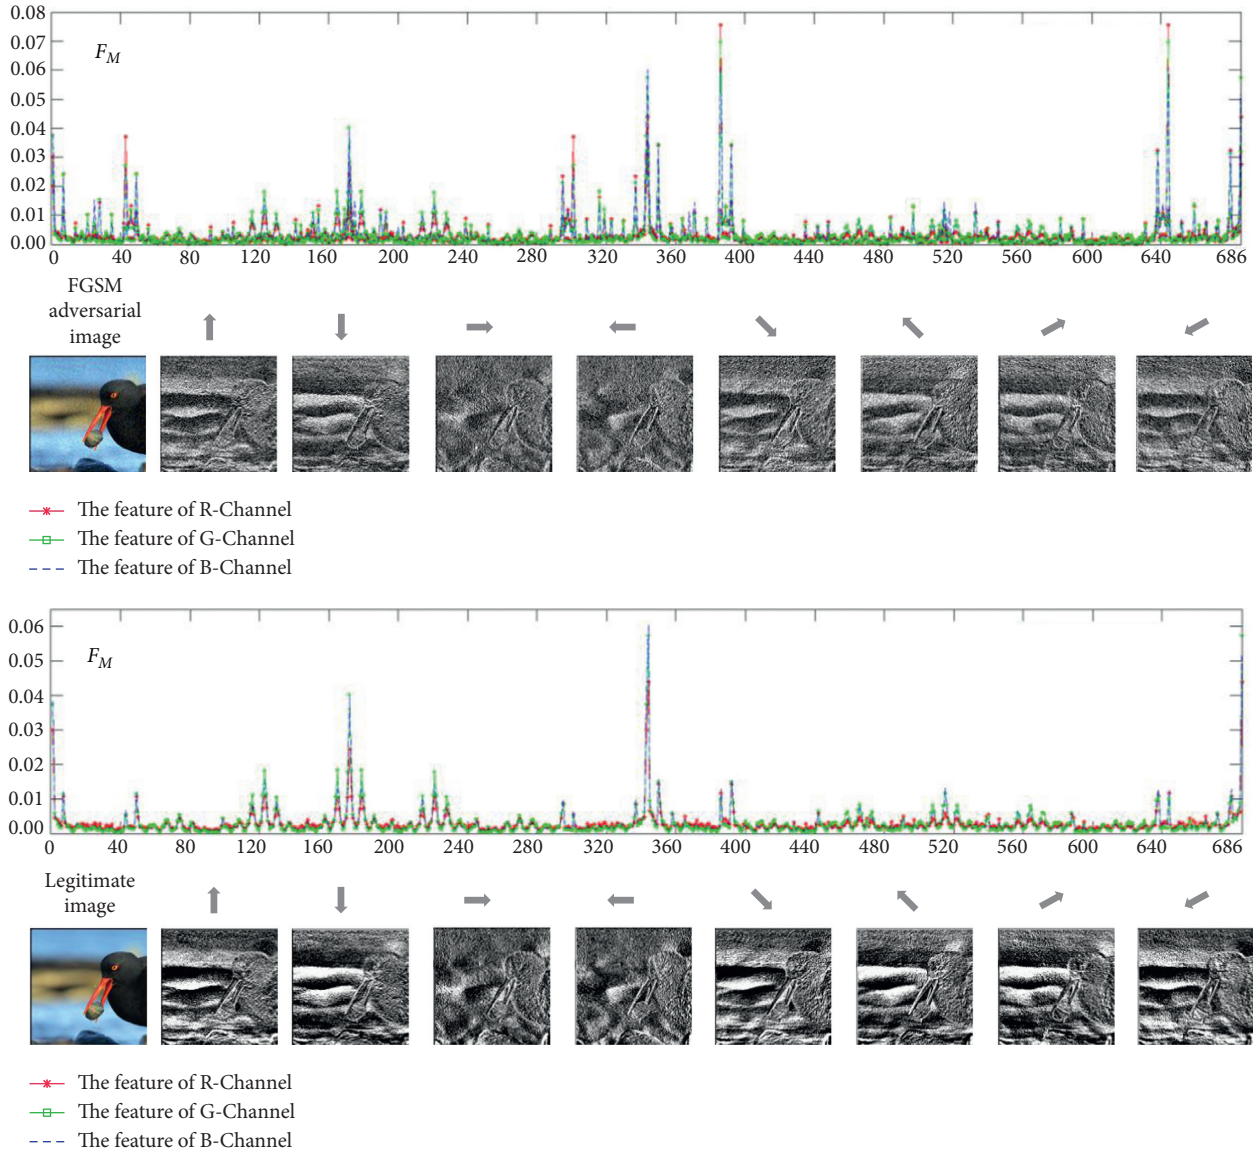 0.08
0.07
0.06
0.05
0.04
0.03
0.02
0.01
0.00
F_M
0 40 80 120 160 200 240 280 320 360 400 440 480 520 560 600 640 686
FGSM
adversarial
image
The feature of R-Channel
The feature of G-Channel
The feature of B-Channel
0.06
0.05
0.04
0.03
0.02
0.01
0.00
F_M
0 40 80 120 160 200 240 280 320 360 400 440 480 520 560 600 640 686
Legitimate
image
The feature of R-Channel
The feature of G-Channel
The feature of B-Channel